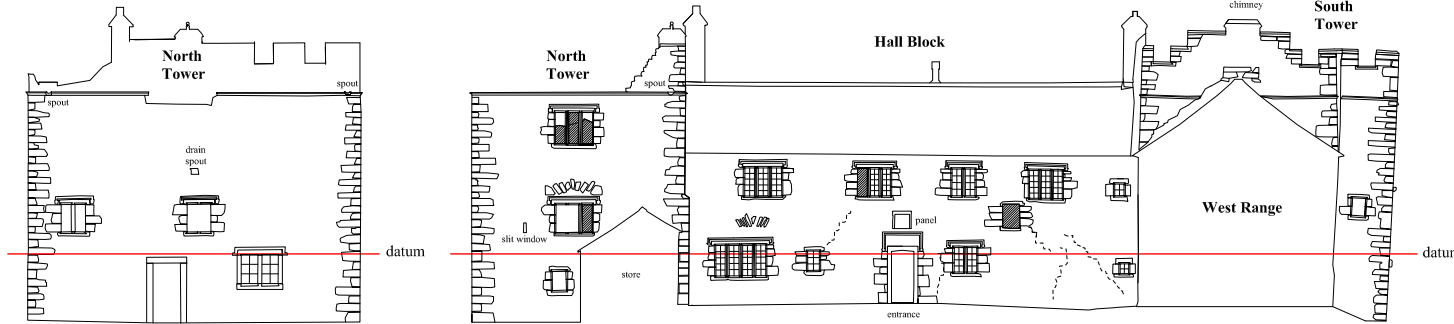 North
Tower
spout
spout
drain
spout
datum
North
Tower
spout
slit window
store
Hall Block
panel
entrance
chimney
South
Tower
West Range
datur